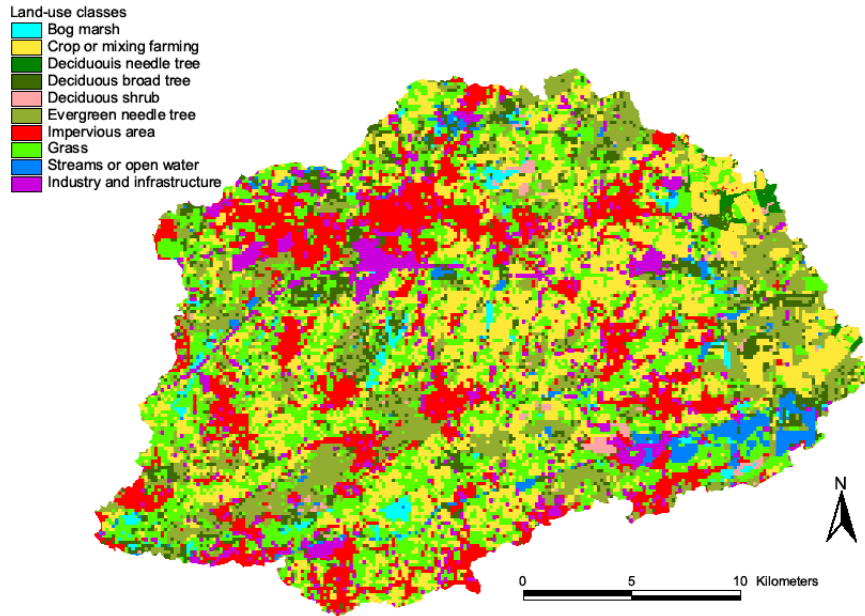 Land-use classes
Bog marsh
Crop or mixing farming
Deciduouis needle tree
Deciduous broad tree
Deciduous shrub
Evergreen needle tree
Impervious area
Grass
Streams or open water
Industry and infrastructure
N
0 5 10 Kilometers